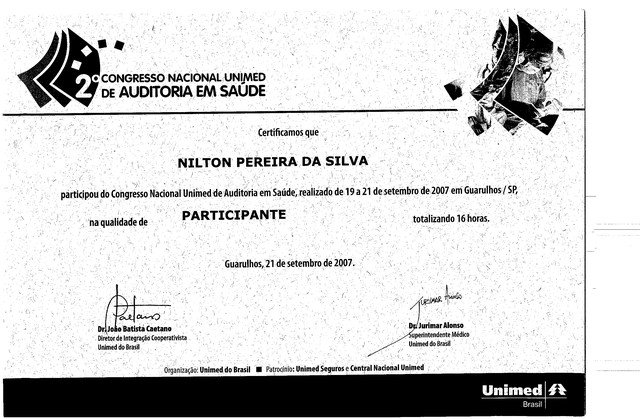 2º CONGRESSO NACIONAL UNIMED
DE AUDITORIA EM SAÚDE
Certificamos que
NILTON PEREIRA DA SILVA
participou do Congresso Nacional Unimed de Auditoria em Saúde, realizado de 19 a 21 de setembro de 2007 em Guarulhos / SP,
na qualidade de PARTICIPANTE totalizando 16 horas.
Guarulhos, 21 de setembro de 2007.
Caetano
Jurimar Alonso
Dr. João Batista Caetano
Diretor de Integração Cooperativista
Unimed do Brasil
Dr. Jurimar Alonso
Superintendente Médico
Unimed do Brasil
Organização: Unimed do Brasil ■ Patrocínio: Unimed Seguros e Central Nacional Unimed
Unimed
Brasil